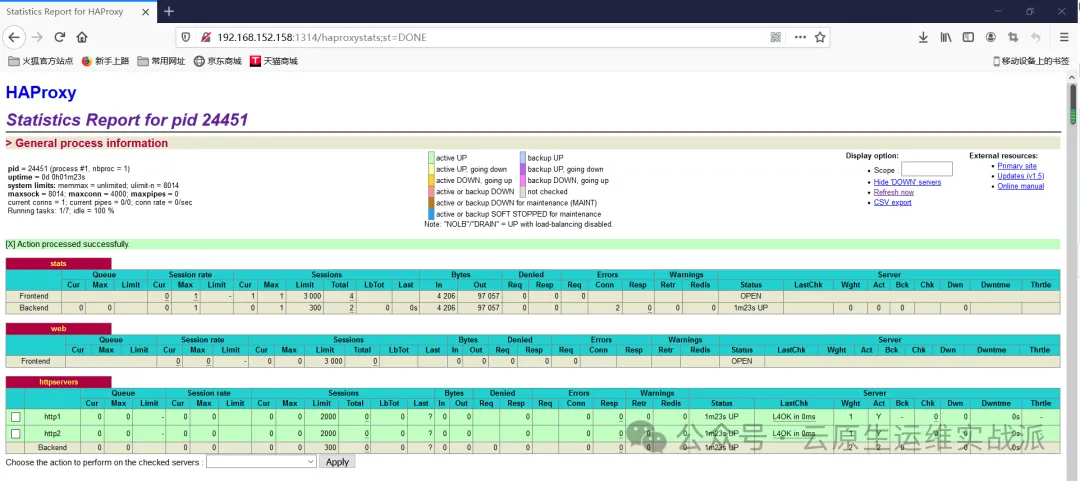 Statistics Report for HAProxy
192.168.152.158:1314/haproxystats;st=DONE
火狐官方站点 新手上路 常用网址 京东商城 天猫商城 移动设备上的书签
HAProxy
Statistics Report for pid 24451
> General process information
pid = 24451 (process #1, nbproc = 1)
uptime = 0d 0h01m23s
system limits: memmax = unlimited; ulimit-n = 8014
maxsock = 8014; maxconn = 4000; maxpipes = 0
current conns = 1; current pipes = 0/0; conn rate = 0/sec
Running tasks: 1/7; idle = 100 %
active UP backup UP
active UP, going down backup UP, going down
active DOWN, going up backup DOWN, going up
active or backup DOWN not checked
active or backup DOWN for maintenance (MAINT)
active or backup SOFT STOPPED for maintenance
Note: "NOLB"/"DRAIN" = UP with load-balancing disabled.
Display option:
Scope :
Hide 'DOWN' servers
Refresh now
CSV export
External resources:
Primary site
Updates (v1.5)
Online manual
[X] Action processed successfully.
stats
Queue Session rate Sessions Bytes Denied Errors Warnings Server
Cur Max Limit Cur Max Limit Cur Max Limit Total LbTot Last In Out Req Resp Req Conn Resp Retr Redis Status LastChk Wght Act Bck Chk Dwn Dwntme Thrtle
Frontend 0 1 - 1 1 3 000 4 4 206 97 057 0 0 0 OPEN
Backend 0 0 0 1 0 1 300 2 0 0s 4 206 97 057 0 0 2 0 0 0 1m23s UP 0 0 0 0
web
Queue Session rate Sessions Bytes Denied Errors Warnings Server
Cur Max Limit Cur Max Limit Cur Max Limit Total LbTot Last In Out Req Resp Req Conn Resp Retr Redis Status LastChk Wght Act Bck Chk Dwn Dwntme Thrtle
Frontend 0 0 - 0 0 3 000 0 0 0 0 0 0 OPEN
httpservers
Queue Session rate Sessions Bytes Denied Errors Warnings Server
Cur Max Limit Cur Max Limit Cur Max Limit Total LbTot Last In Out Req Resp Req Conn Resp Retr Redis Status LastChk Wght Act Bck Chk Dwn Dwntme Thrtle
http1 0 0 - 0 0 0 0 2000 0 0 ? 0 0 0 0 0 0 0 1m23s UP L4OK in 0ms 1 Y - 0 0 0s -
http2 0 0 - 0 0 0 0 2000 0 0 ? 0 0 0 0 0 0 0 1m23s UP L4OK in 0ms 1 Y 0 0 0s
Backend 0 0 0 0 0 0 300 0 0 ? 0 0 0 0 0 0 0 0 1m23s UP 2 2 0 0 0s
公众号·云原生运维实战派
Choose the action to perform on the checked servers : Apply